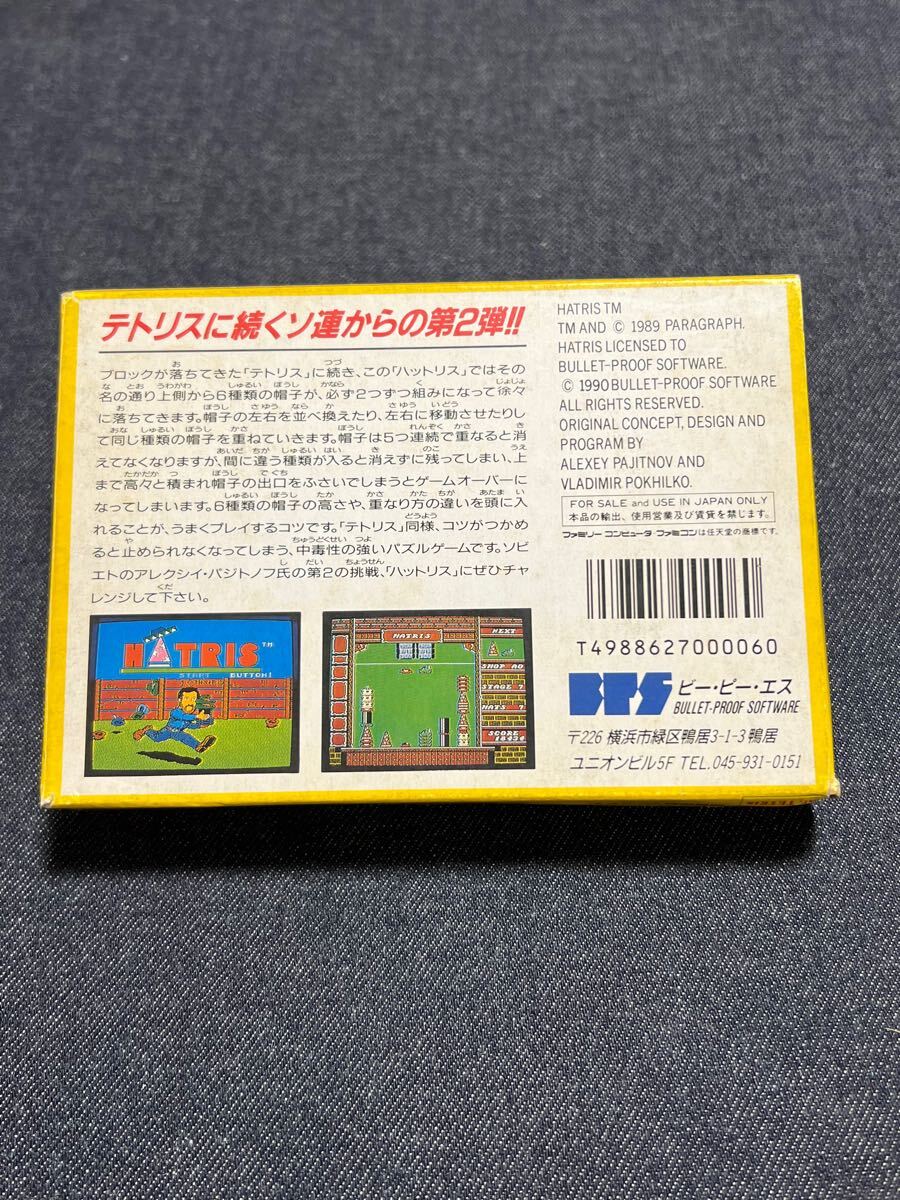 テトリスに続くソ連からの第2弾!!
ブロックが落ちてきた「テトリス」に続き、この「ハットリス」ではその
名の通り上側から6種類の帽子が、必ず2つずつ組みになって徐々
に落ちてきます。帽子の左右を並べ換えたり、左右に移動させたりし
て同じ種類の帽子を重ねていきます。帽子は5つ連続で重なると消
えてなくなりますが、間に違う種類が入ると消えずに残ってしまい、上
まで高々と積まれ帽子の出口をふさいでしまうとゲームオーバーに
なってしまいます。6種類の帽子の高さや、重なり方の違いを頭に入
れることが、うまくプレイするコツです。「テトリス」同様、コツがつかめ
ると止められなくなってしまう、中毒性の強いパズルゲームです。ソビ
エトのアレクシイ・パジトノフ氏の第2の挑戦、「ハットリス」にぜひチャ
レンジして下さい。
HATRIS™
START BUTTON!
HATRIS
NEXT
STAGE 7
SCORE
HATRIS TM
TM AND © 1989 PARAGRAPH.
HATRIS LICENSED TO
BULLET-PROOF SOFTWARE.
© 1990 BULLET-PROOF SOFTWARE
ALL RIGHTS RESERVED.
ORIGINAL CONCEPT, DESIGN AND
PROGRAM BY
ALEXEY PAJITNOV AND
VLADIMIR POKHILKO.
FOR SALE and USE IN JAPAN ONLY
本品の輸出、使用営業及び賃貸を禁じます。
ファミリーコンピュータ・ファミコンは任天堂の商標です。
T4988627000060
BPS ビー・ピー・エス
BULLET-PROOF SOFTWARE
〒226 横浜市緑区鴨居3-1-3 鴨居
ユニオンビル5F TEL.045-931-0151